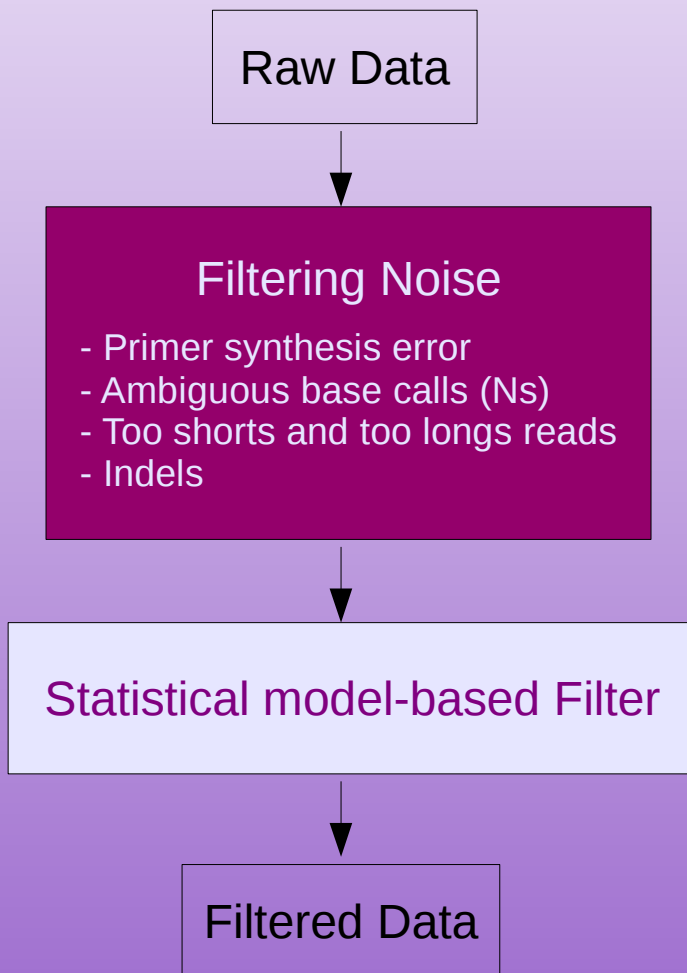 Raw Data
Filtering Noise
- Primer synthesis error
- Ambiguous base calls (Ns)
- Too shorts and too longs reads
- Indels
Statistical model-based Filter
Filtered Data